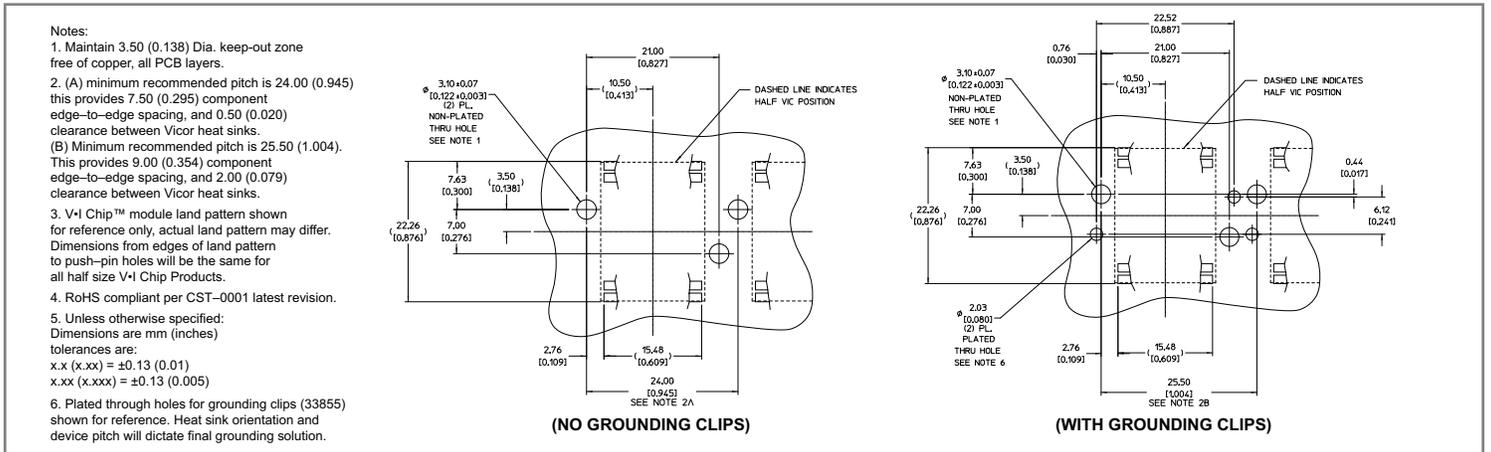 Notes:
1. Maintain 3.50 (0.138) Dia. keep-out zone
free of copper, all PCB layers.
2. (A) minimum recommended pitch is 24.00 (0.945)
this provides 7.50 (0.295) component
edge–to–edge spacing, and 0.50 (0.020)
clearance between Vicor heat sinks.
(B) Minimum recommended pitch is 25.50 (1.004).
This provides 9.00 (0.354) component
edge–to–edge spacing, and 2.00 (0.079)
clearance between Vicor heat sinks.
3. V•I Chip™ module land pattern shown
for reference only, actual land pattern may differ.
Dimensions from edges of land pattern
to push–pin holes will be the same for
all half size V•I Chip Products.
4. RoHS compliant per CST–0001 latest revision.
5. Unless otherwise specified:
Dimensions are mm (inches)
tolerances are:
x.x (x.xx) = ±0.13 (0.01)
x.xx (x.xxx) = ±0.13 (0.005)
6. Plated through holes for grounding clips (33855)
shown for reference. Heat sink orientation and
device pitch will dictate final grounding solution.
21.00
[0.827]
(10.50
[0.413])
ø 3.10±0.07
[0.122±0.003]
(2) PL.
NON-PLATED
THRU HOLE
SEE NOTE 1
DASHED LINE INDICATES
HALF VIC POSITION
7.63
[0.300]
(3.50
[0.138])
(22.26
[0.876])
7.00
[0.276]
2.76
[0.109]
(15.48
[0.609])
24.00
[0.945]
SEE NOTE 2A
(NO GROUNDING CLIPS)
22.52
[0.887]
0.76
[0.030]
21.00
[0.827]
(10.50
[0.413])
ø 3.10±0.07
[0.122±0.003]
NON-PLATED
THRU HOLE
SEE NOTE 1
DASHED LINE INDICATES
HALF VIC POSITION
7.63
[0.300]
(3.50
[0.138])
0.44
[0.017]
(22.26
[0.876])
7.00
[0.276]
6.12
[0.241]
ø 2.03
[0.080]
(2) PL.
PLATED
THRU HOLE
SEE NOTE 6
2.76
[0.109]
(15.48
[0.609])
25.50
[1.004]
SEE NOTE 2B
(WITH GROUNDING CLIPS)